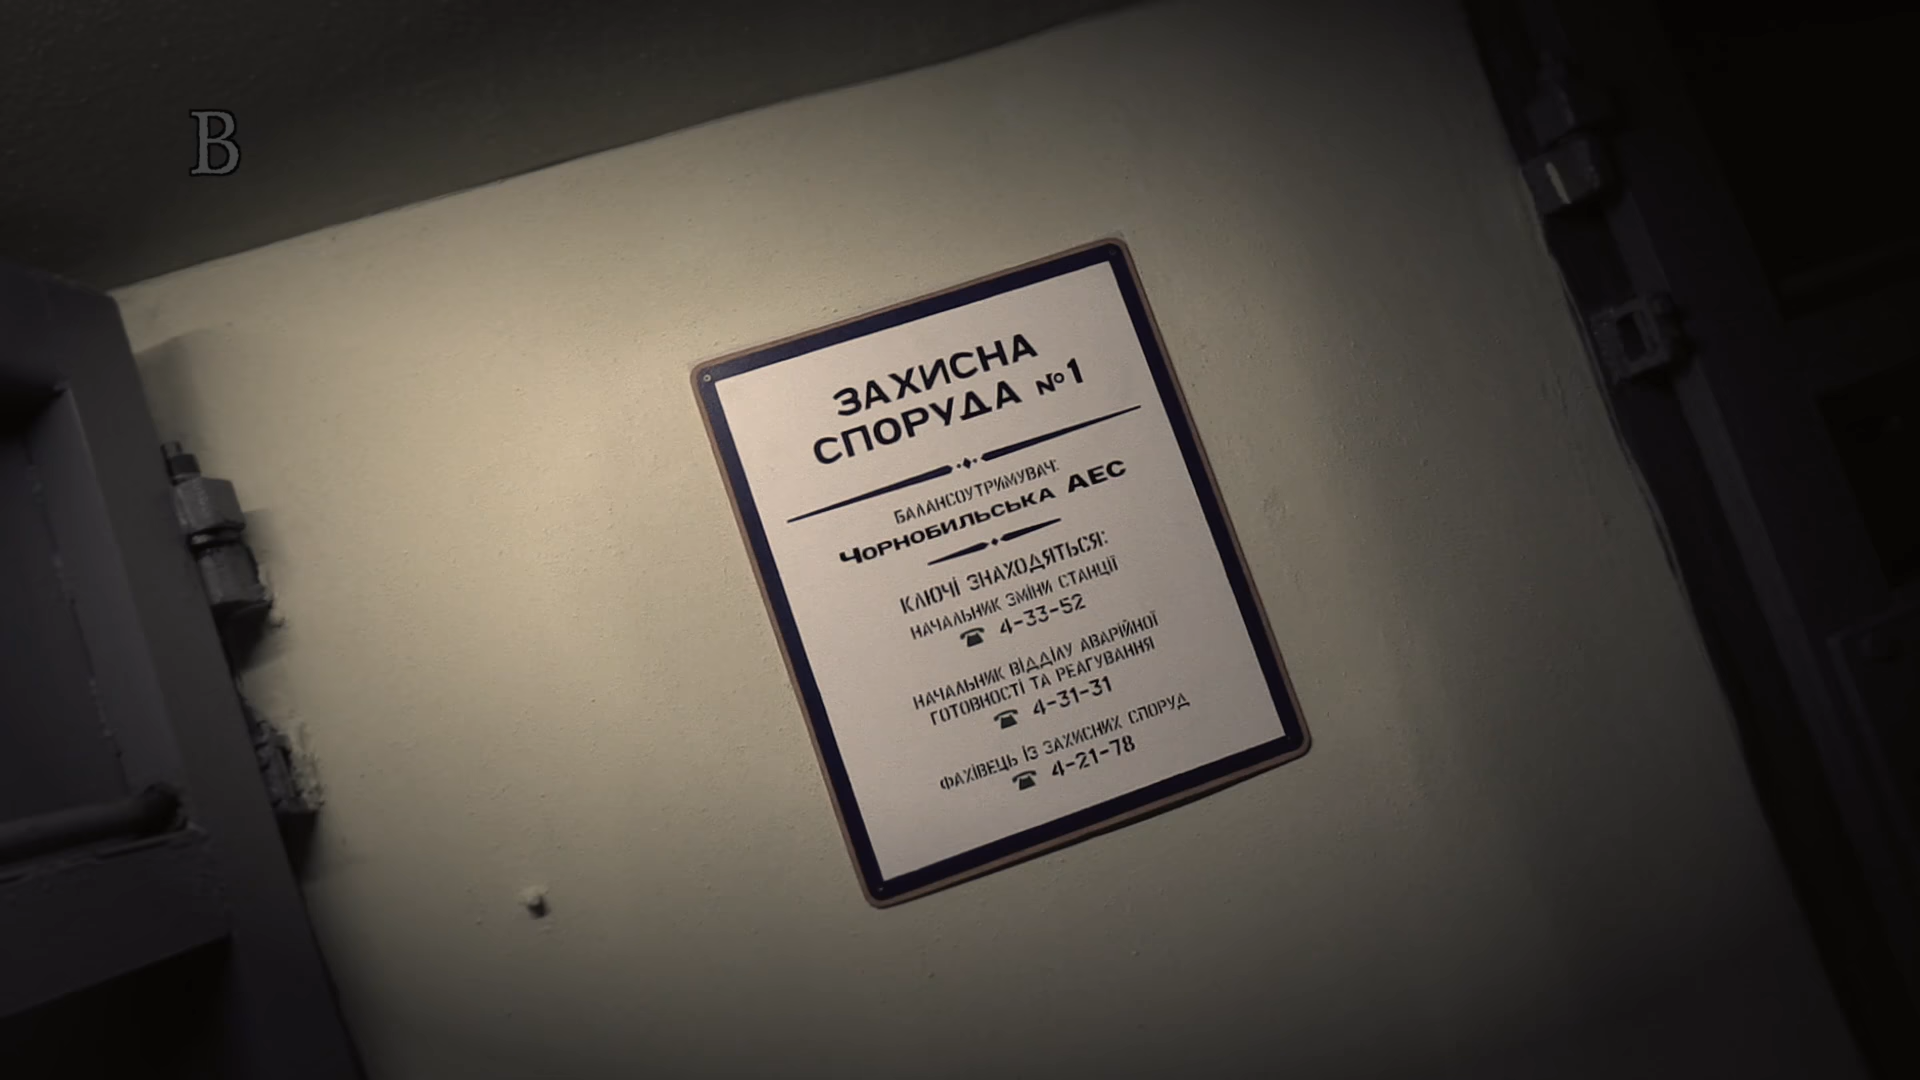 В
ЗАХИСНА
СПОРУДА №1
БАЛАНСОУТРИМУВАЧ:
ЧОРНОБИЛЬСЬКА АЕС
КЛЮЧІ ЗНАХОДЯТЬСЯ:
НАЧАЛЬНИК ЗМІНИ СТАНЦІЇ
☎ 4-33-52
НАЧАЛЬНИК ВІДДІЛУ АВАРІЙНОЇ
ГОТОВНОСТІ ТА РЕАГУВАННЯ
☎ 4-31-31
ФАХІВЕЦЬ ІЗ ЗАХИСНИХ СПОРУД
☎ 4-21-78